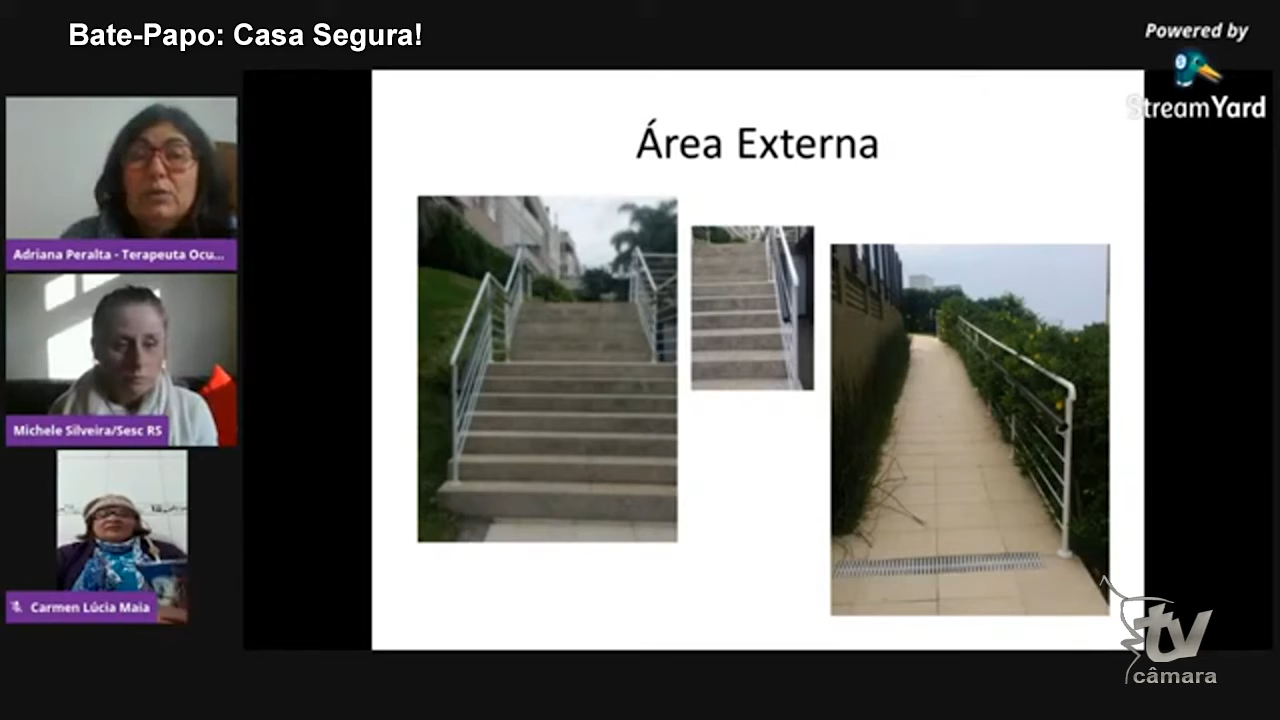 Bate-Papo: Casa Segura!
Powered by
StreamYard
Área Externa
Adriana Peralta - Terapeuta Ocu...
Michele Silveira/Sesc RS
Carmen Lúcia Maia
tv
câmara